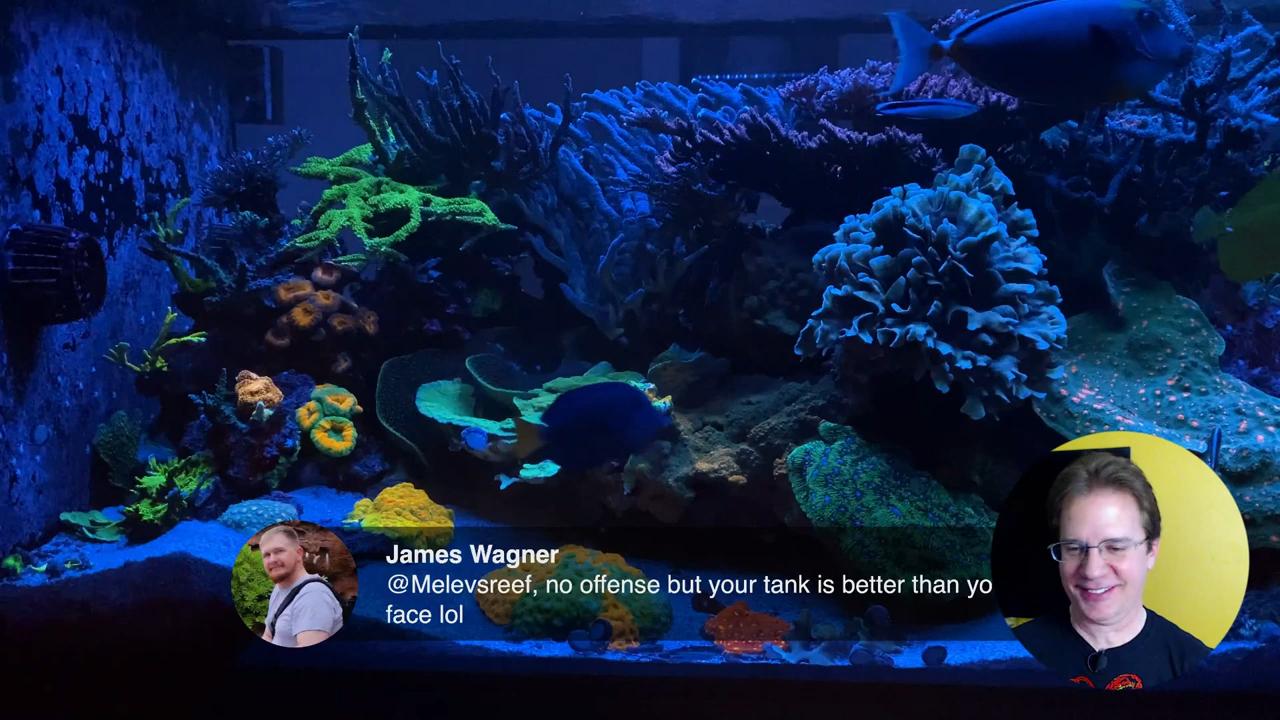 James Wagner
@Melevsreef, no offense but your tank is better than yo
face lol